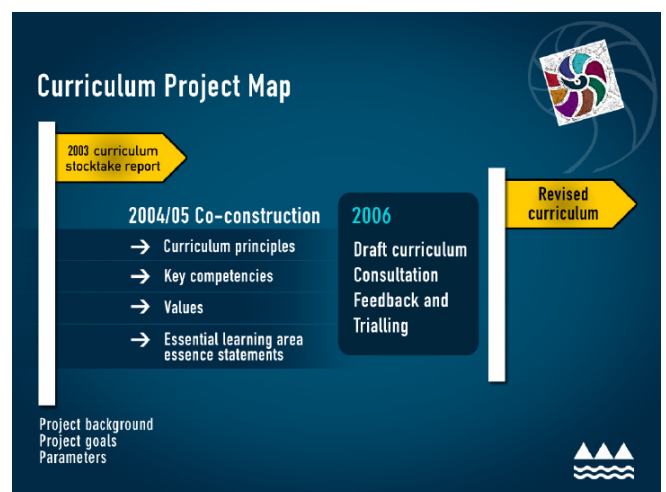 Curriculum Project Map
2003 curriculum
stocktake report
2004/05 Co-construction
→ Curriculum principles
→ Key competencies
→ Values
→ Essential learning area
essence statements
2006
Draft curriculum
Consultation
Feedback and
Trialling
Revised
curriculum
Project background
Project goals
Parameters